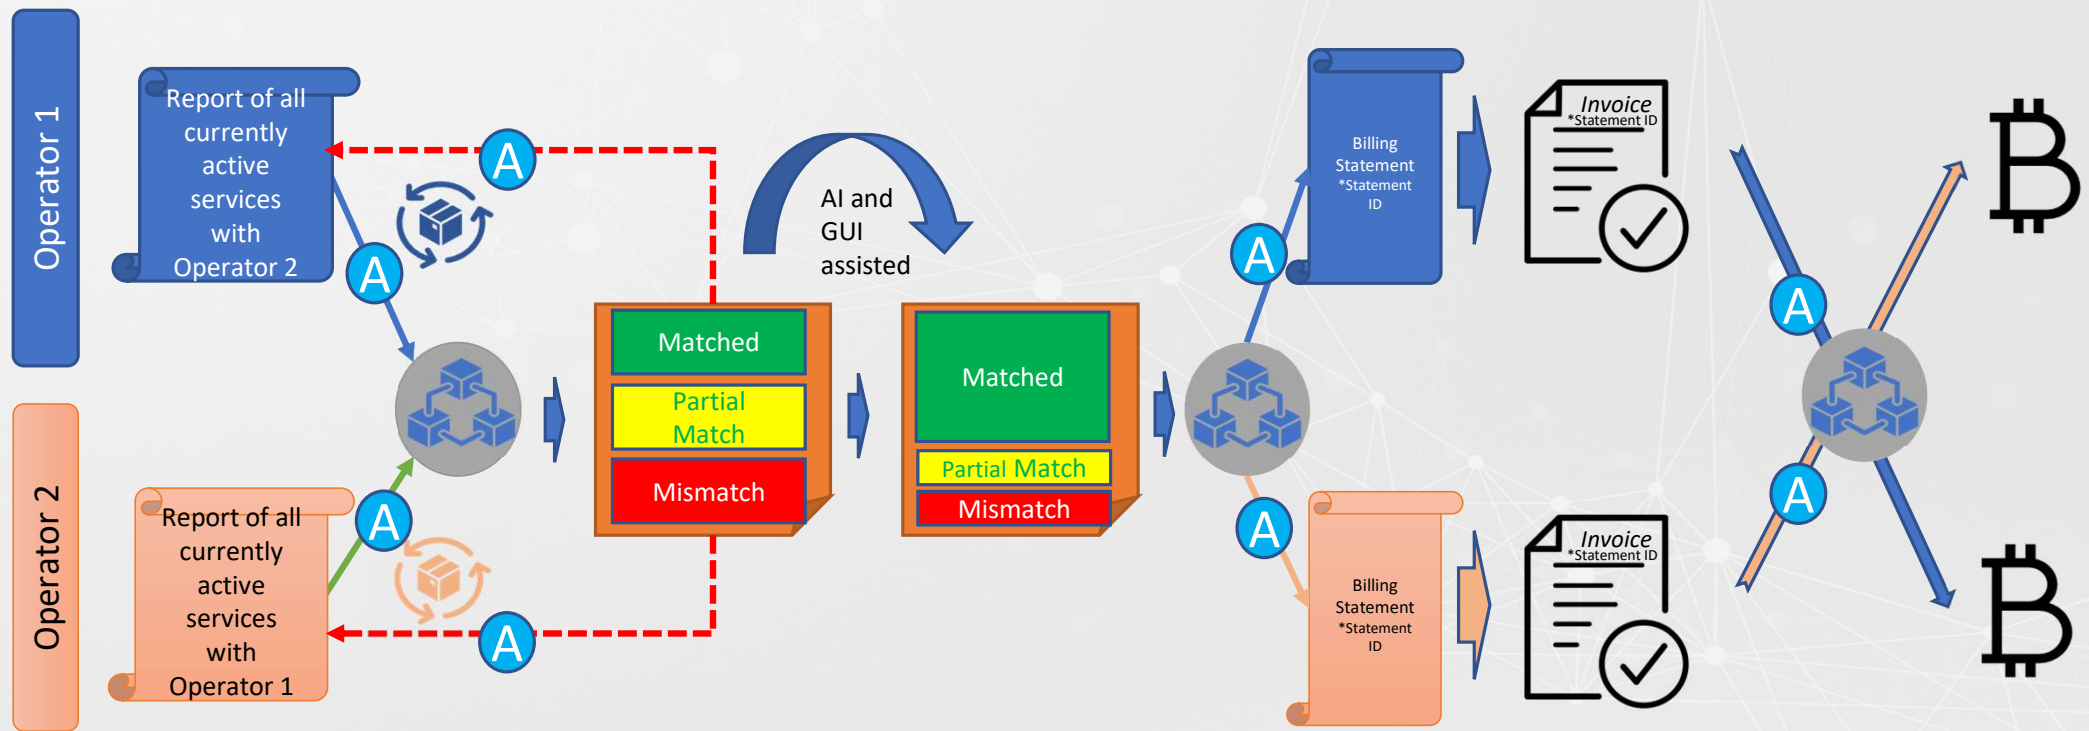 Operator 1
Report of all
currently
active
services
with
Operator 2
A
A
AI and
GUI
assisted
Matched
Partial
Match
Mismatch
Matched
Partial Match
Mismatch
A
Billing
Statement
*Statement
ID
Invoice
*Statement ID
A
Operator 2
Report of all
currently
active
services
with
Operator 1
A
A
A
Billing
Statement
*Statement
ID
Invoice
*Statement ID
A